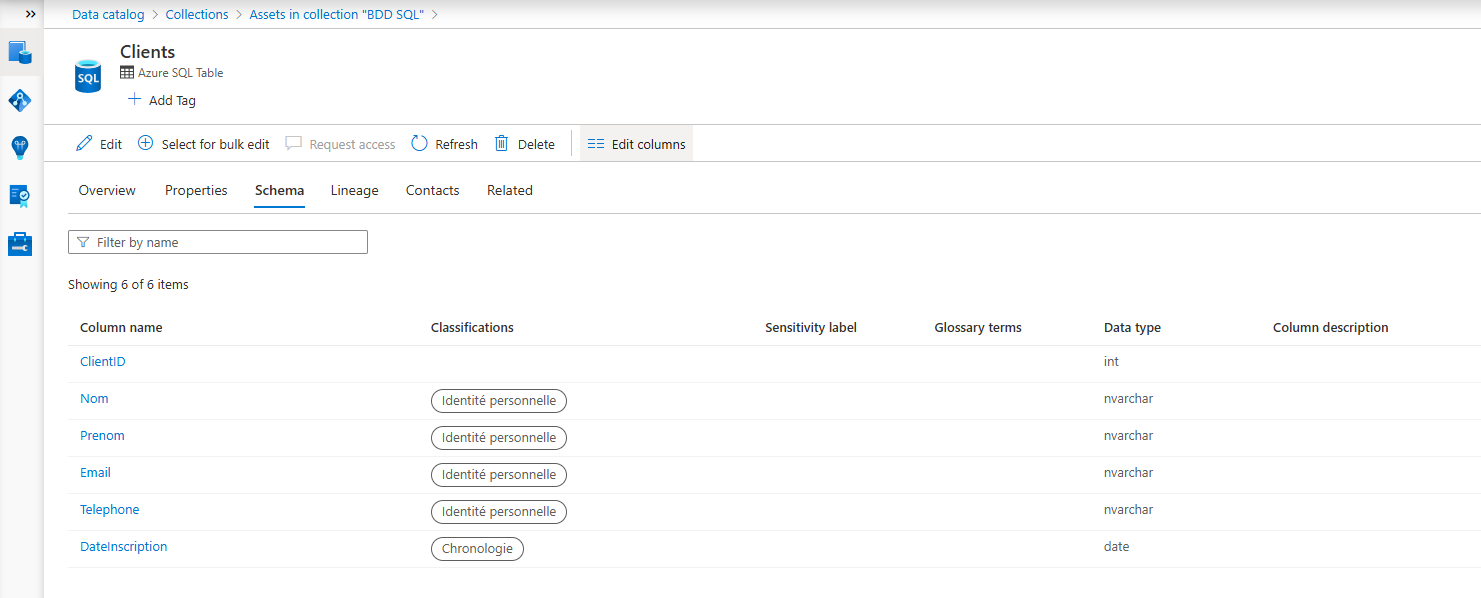 Data catalog > Collections > Assets in collection "BDD SQL" >
Clients
SQL
Azure SQL Table
Add Tag
Edit Select for bulk edit Request access Refresh Delete Edit columns
Overview Properties Schema Lineage Contacts Related
Filter by name
Showing 6 of 6 items
Column name Classifications Sensitivity label Glossary terms Data type Column description
ClientID int
Nom Identité personnelle nvarchar
Prenom Identité personnelle nvarchar
Email Identité personnelle nvarchar
Telephone Identité personnelle nvarchar
DateInscription Chronologie date